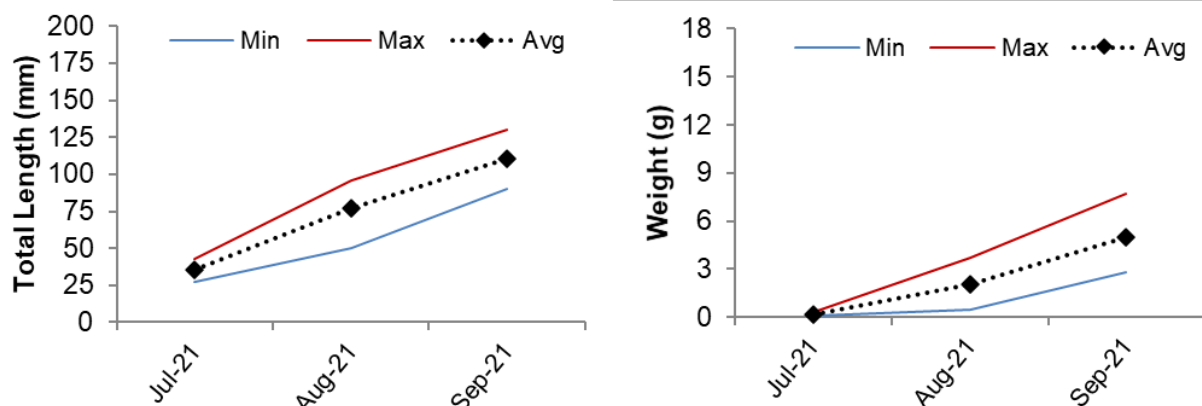 Total Length (mm)
200
175
150
125
100
75
50
25
0
Min Max Avg
Jul-21
Aug-21
Sep-21
Weight (g)
18
15
12
9
6
3
0
Min Max Avg
Jul-21
Aug-21
Sep-21